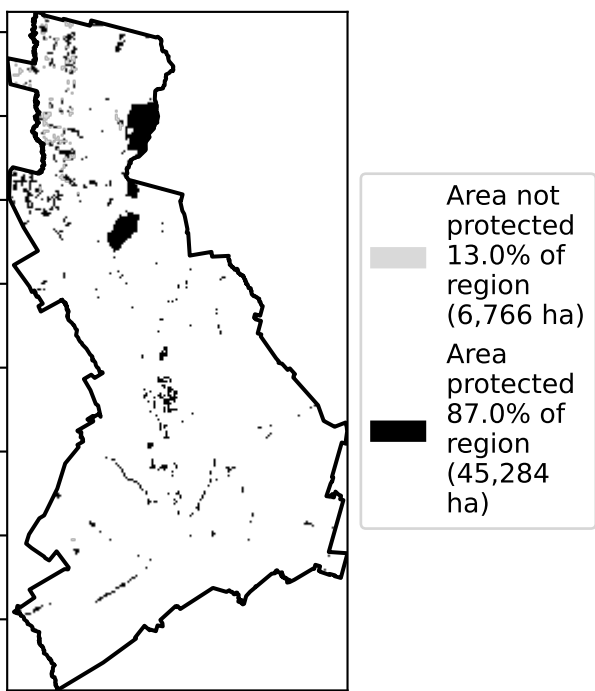 Area not
protected
13.0% of
region
(6,766 ha)
Area
protected
87.0% of
region
(45,284
ha)